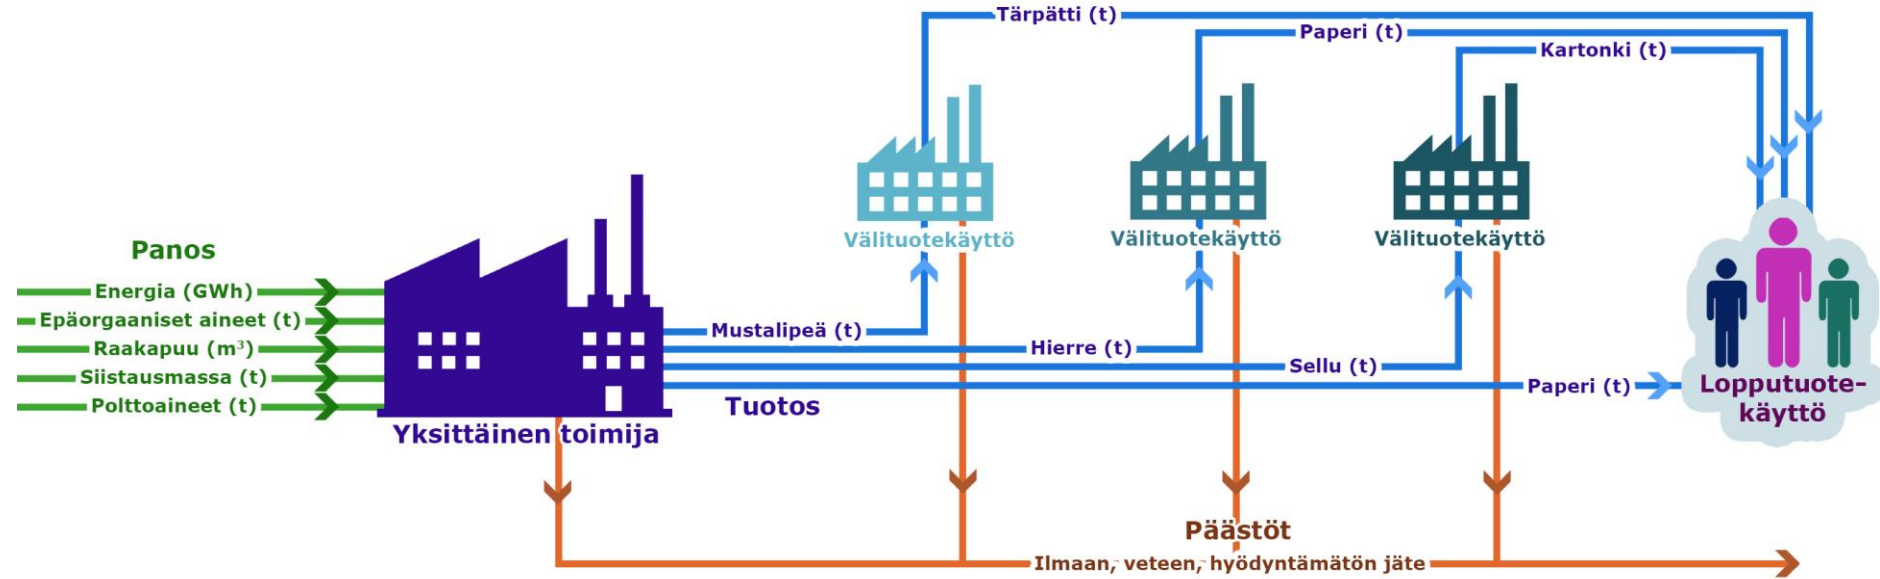 Tärpätti (t)
Paperi (t)
Kartonki (t)
Välituotekäyttö
Välituotekäyttö
Välituotekäyttö
Panos
Energia (GWh)
Epäorgaaniset aineet (t)
Raakapuu (m³)
Siistausmassa (t)
Polttoaineet (t)
Mustalipeä (t)
Hierre (t)
Sellu (t)
Paperi (t)
Tuotos
Yksittäinen toimija
Lopputuote-
käyttö
Päästöt
Ilmaan, veteen, hyödyntämätön jäte